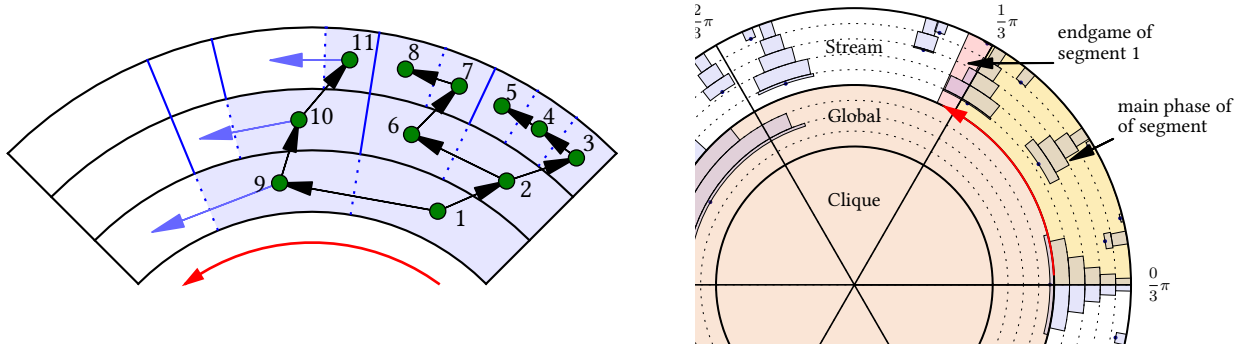 11
8
7
5
10
6
4
3
9
2
1
2/3 π
1/3 π
endgame of
segment 1
Stream
main phase of
of segment
Global
Clique
0/3 π